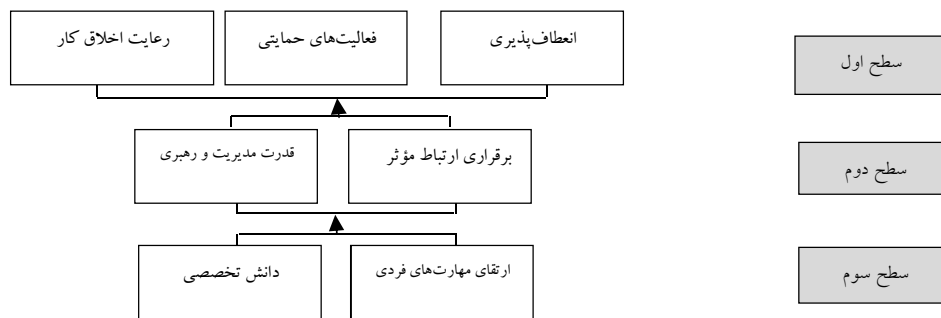 سطح اول
انعطاف‌پذیری
فعالیت‌های حمایتی
رعایت اخلاق کار
سطح دوم
برقراری ارتباط مؤثر
قدرت مدیریت و رهبری
سطح سوم
ارتقای مهارت‌های فردی
دانش تخصصی